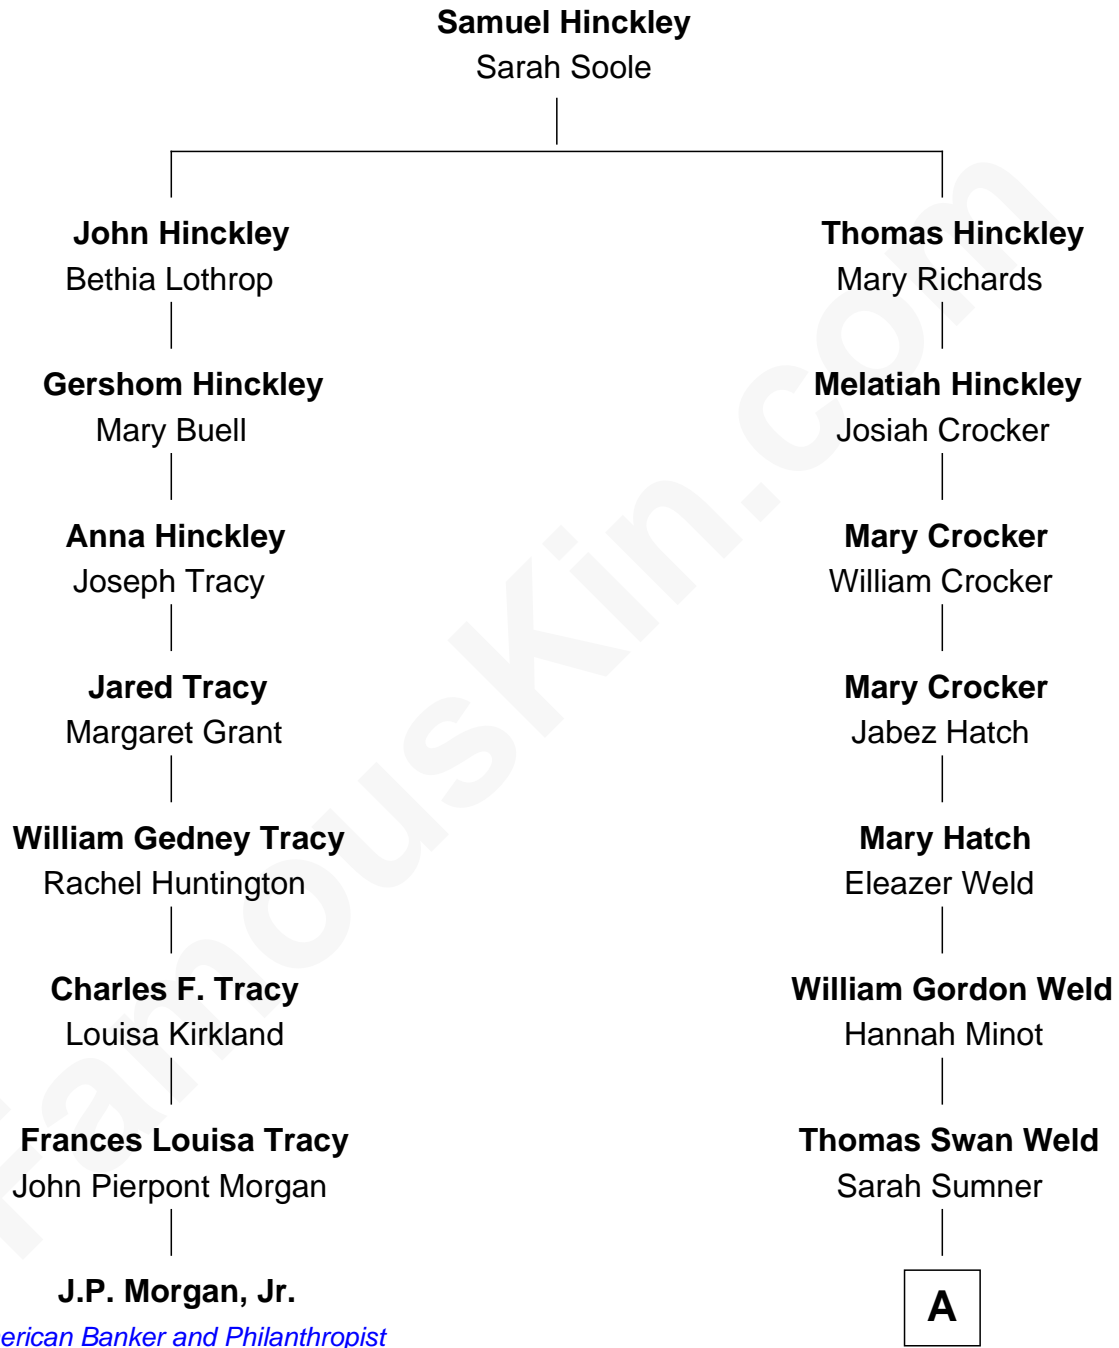 Samuel Hinckley
Sarah Soole
John Hinckley
Bethia Lothrop
Thomas Hinckley
Mary Richards
Gershom Hinckley
Mary Buell
Melatiah Hinckley
Josiah Crocker
Anna Hinckley
Joseph Tracy
Mary Crocker
William Crocker
Jared Tracy
Margaret Grant
Mary Crocker
Jabez Hatch
William Gedney Tracy
Rachel Huntington
Mary Hatch
Eleazer Weld
Charles F. Tracy
Louisa Kirkland
William Gordon Weld
Hannah Minot
Frances Louisa Tracy
John Pierpont Morgan
Thomas Swan Weld
Sarah Sumner
J.P. Morgan, Jr.
erican Banker and Philanthropist
A
FamousKin.com